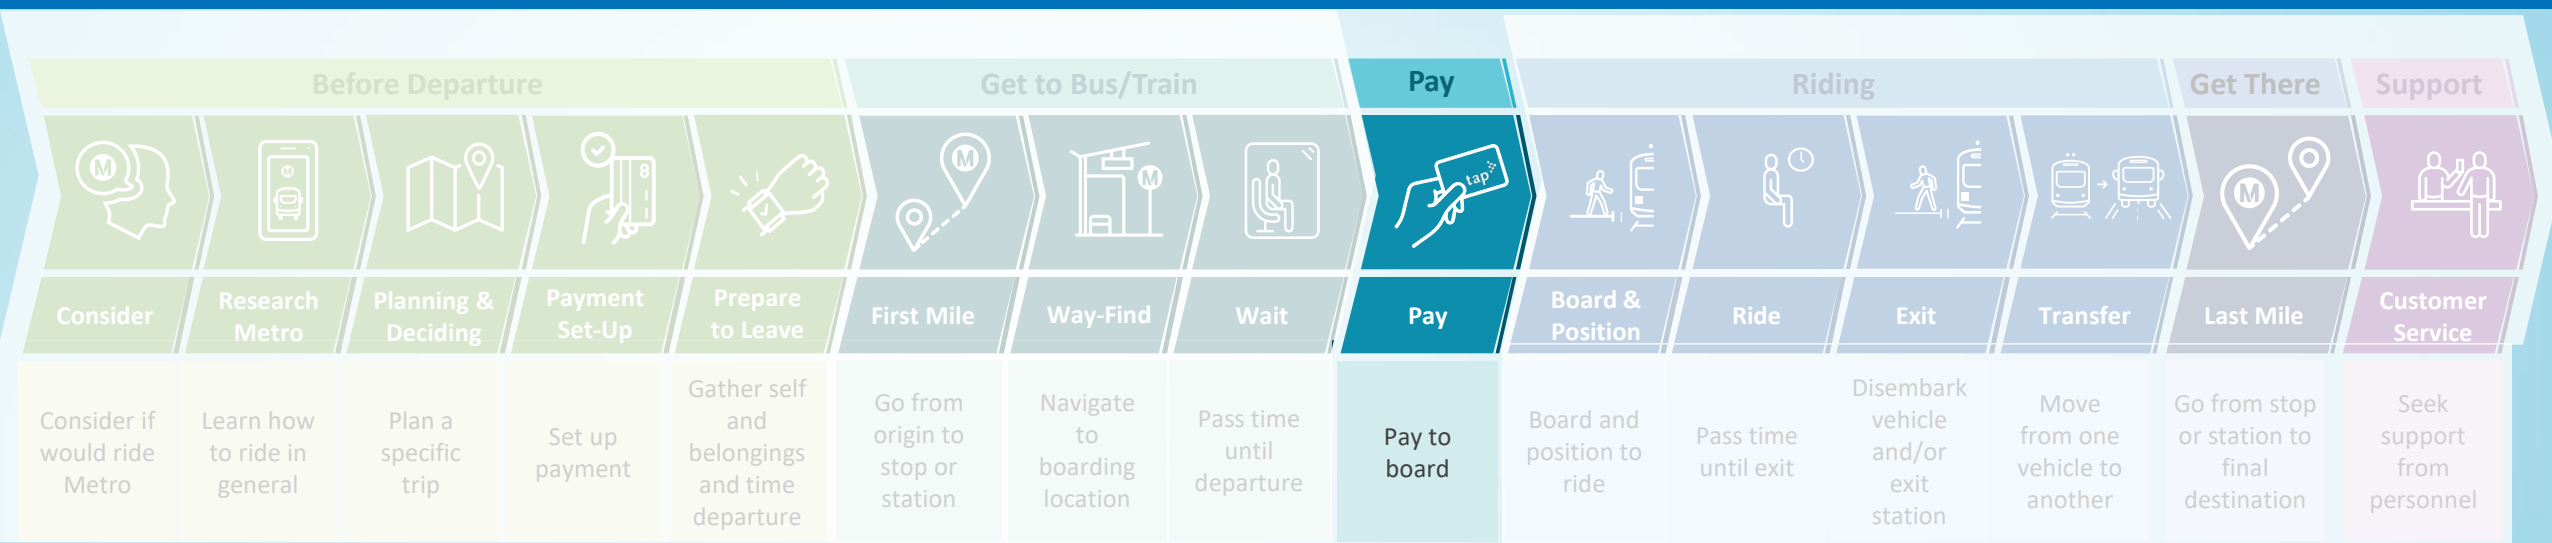 Before Departure
Get to Bus/Train
Pay
Riding
Get There
Support
M
M
8
M
M
tap
M
Consider
Research
Metro
Planning &
Deciding
Payment
Set-Up
Prepare
to Leave
First Mile
Way-Find
Wait
Pay
Board &
Position
Ride
Exit
Transfer
Last Mile
Customer
Service
Consider if
would ride
Metro
Learn how
to ride in
general
Plan a
specific
trip
Set up
payment
Gather self
and
belongings
and time
departure
Go from
origin to
stop or
station
Navigate
to
boarding
location
Pass time
until
departure
Pay to
board
Board and
position to
ride
Pass time
until exit
Disembark
vehicle
and/or
exit
station
Move
from one
vehicle to
another
Go from stop
or station to
final
destination
Seek
support
from
personnel